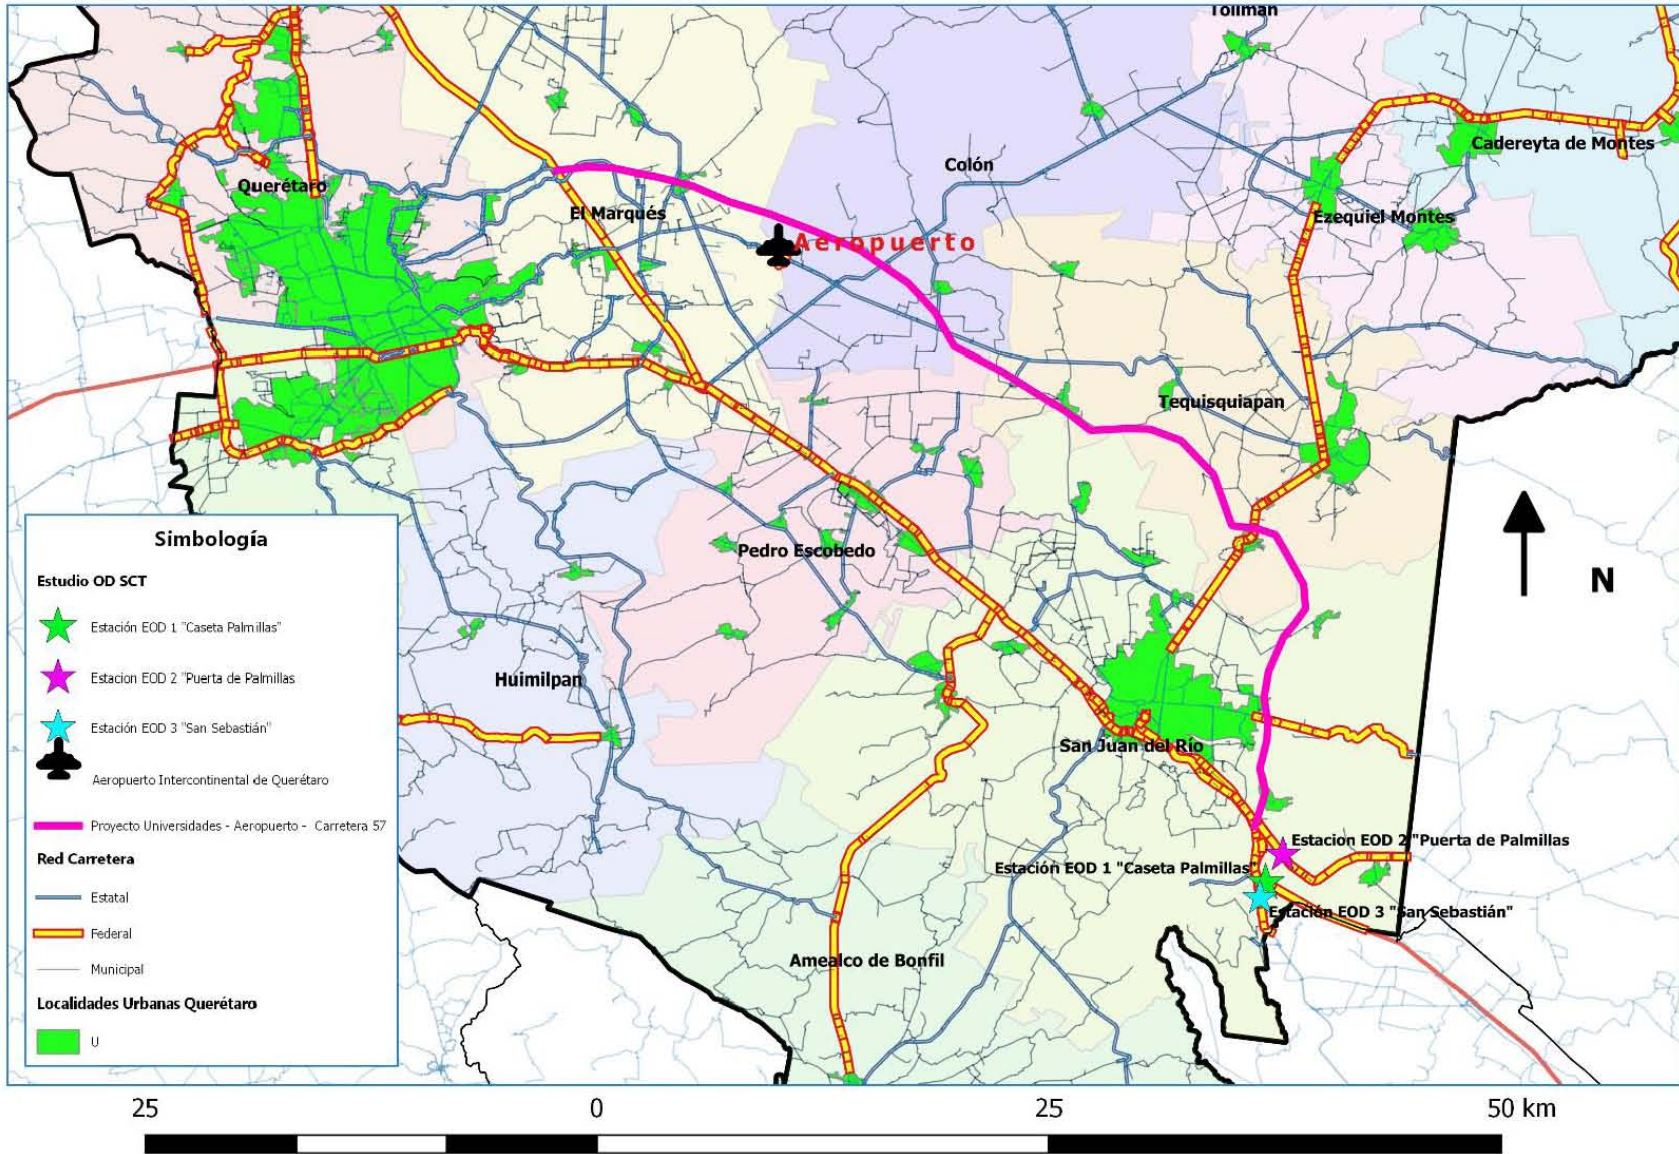 Tolimán
Cadereyta de Montes
Colón
Querétaro
El Marqués
Ezequiel Montes
Aeropuerto
Tequisquiapan
Pedro Escobedo
N
Huimilpan
San Juan del Río
Estacion EOD 2 "Puerta de Palmillas
Estación EOD 1 "Caseta Palmillas"
Estación EOD 3 "San Sebastián"
Amealco de Bonfil
Simbología
Estudio OD SCT
Estación EOD 1 "Caseta Palmillas"
Estacion EOD 2 "Puerta de Palmillas
Estación EOD 3 "San Sebastián"
Aeropuerto Intercontinental de Querétaro
Proyecto Universidades - Aeropuerto - Carretera 57
Red Carretera
Estatal
Federal
Municipal
Localidades Urbanas Querétaro
U
25 0 25 50 km